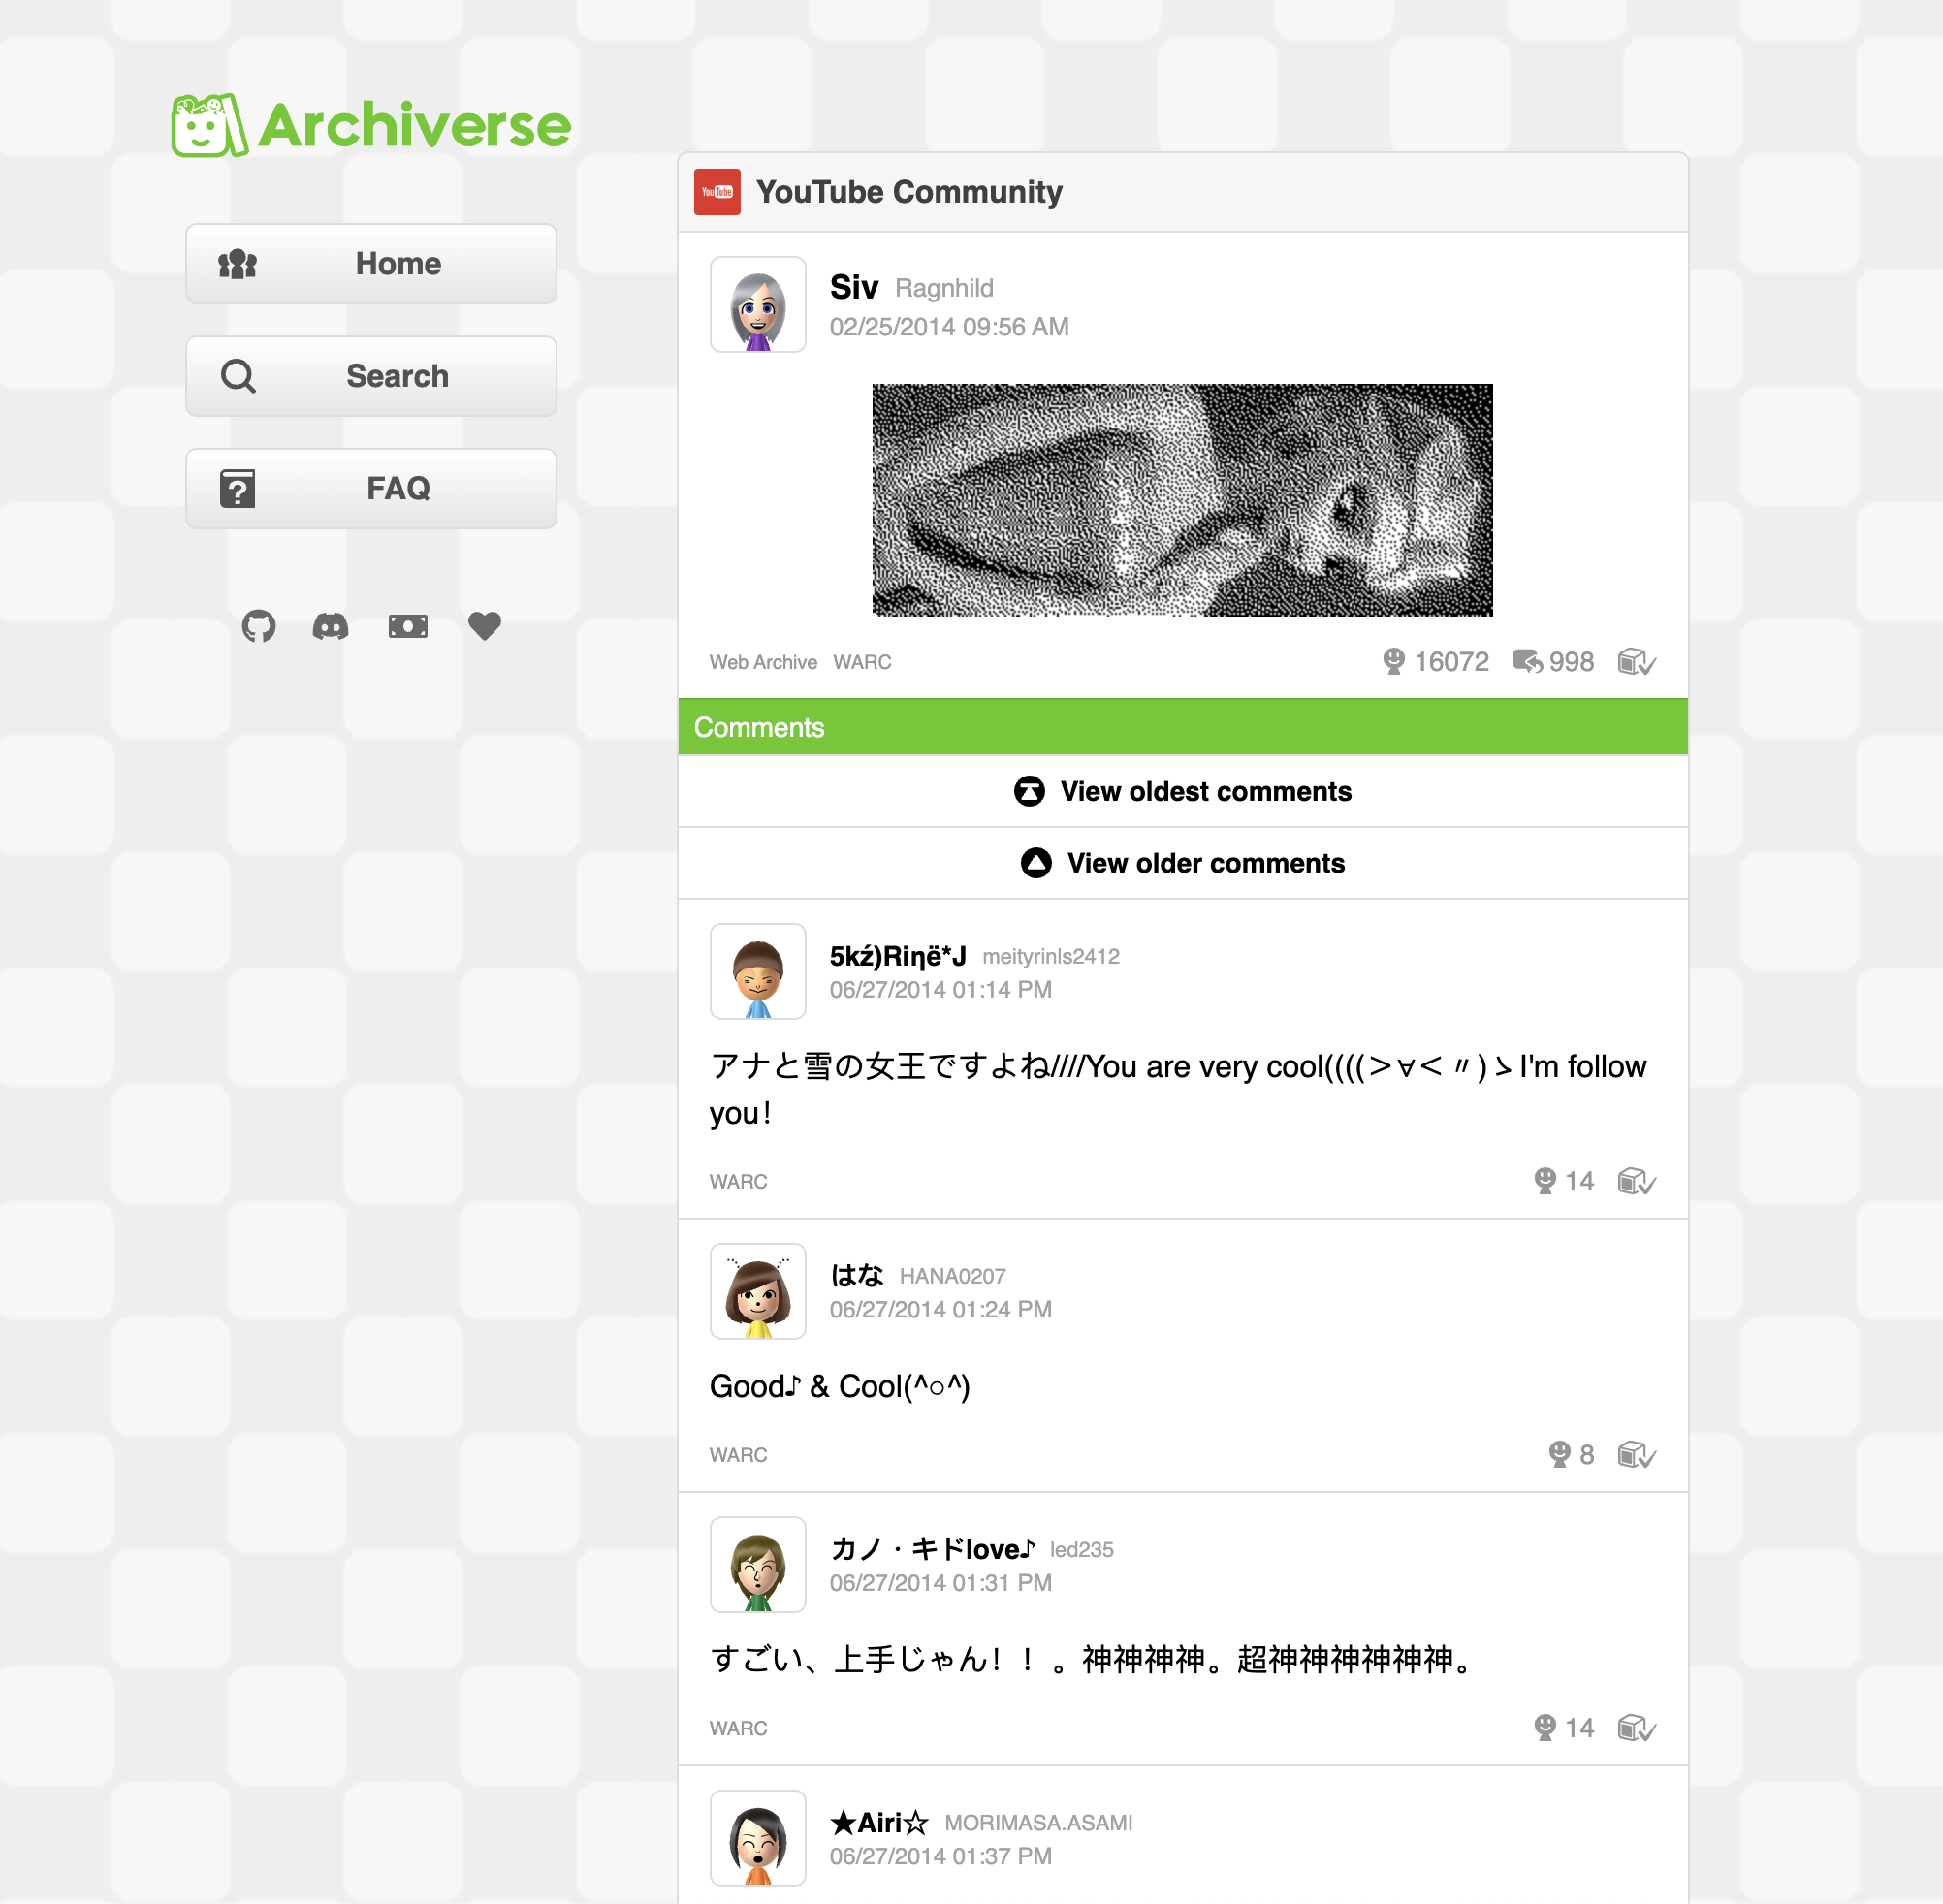 Archiverse
Home
Search
FAQ
YouTube
YouTube Community
Siv Ragnhild
02/25/2014 09:56 AM
Web Archive WARC 16072 998
Comments
View oldest comments
View older comments
5kź)Riηë*J meityrinls2412
06/27/2014 01:14 PM
アナと雪の女王ですよね////You are very cool((((＞∀＜〃)ゝI'm follow
you！
WARC 14
はな HANA0207
06/27/2014 01:24 PM
Good♪ & Cool(^○^)
WARC 8
カノ・キドlove♪ led235
06/27/2014 01:31 PM
すごい、上手じゃん！！。神神神神。超神神神神神神。
WARC 14
★Airi☆ MORIMASA.ASAMI
06/27/2014 01:37 PM